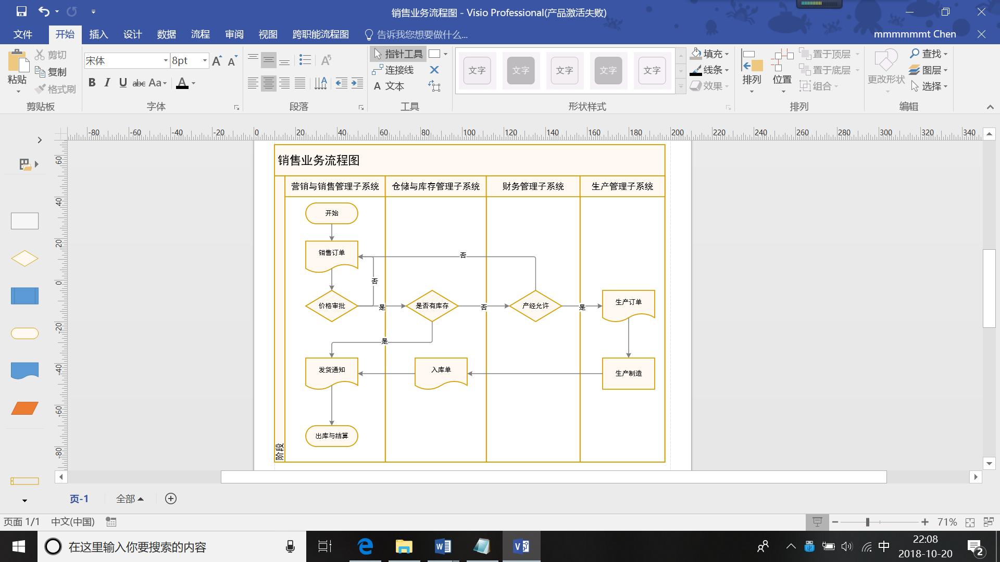 销售业务流程图 - Visio Professional(产品激活失败)
文件 开始 插入 设计 数据 流程 审阅 视图 跨职能流程图 告诉我您想要做什么...
mmmmmmt Chen
粘贴 剪切 复制 格式刷
剪贴板
宋体 8pt
B I U abc Aa A
字体
段落
指针工具
连接线
A 文本
工具
文字 文字 文字 文字 文字
形状样式
填充
线条
效果
排列 位置 置于顶层
置于底层
组合
排列
更改形状 查找
图层
选择
编辑
-80 -60 -40 -20 0 20 40 60 80 100 120 140 160 180 200 220 240 260 280 300 320 340
60
40
20
0
-20
-40
-60
-80
销售业务流程图
营销与销售管理子系统 仓储与库存管理子系统 财务管理子系统 生产管理子系统
开始
销售订单
否
否
价格审批 是 是否有库存 否 产经允许 是 生产订单
是
发货通知 入库单 生产制造
出库与结算
阶段
页-1 全部
页面 1/1 中文(中国)
71%
在这里输入你要搜索的内容
中
22:08
2018-10-20
2